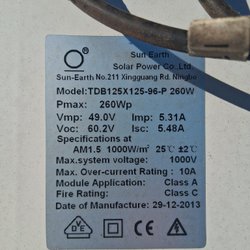 Sun Earth
Solar Power Co.,Ltd.
Sun-Earth No.211 Xingguang Rd. Ningbo
Model:TDB125X125-96-P 260W
Pmax: 260Wp
Vmp: 49.0V Imp: 5.31A
Voc: 60.2V Isc: 5.48A
Specifications at
AM1.5 1000W/m² 25℃ ±2℃
Max.system voltage: 1000V
Max. Over-current Rating: 10A
Application of Module: Class A
Fire Rating: Class C
Date of Manufacture: 29-12-2013